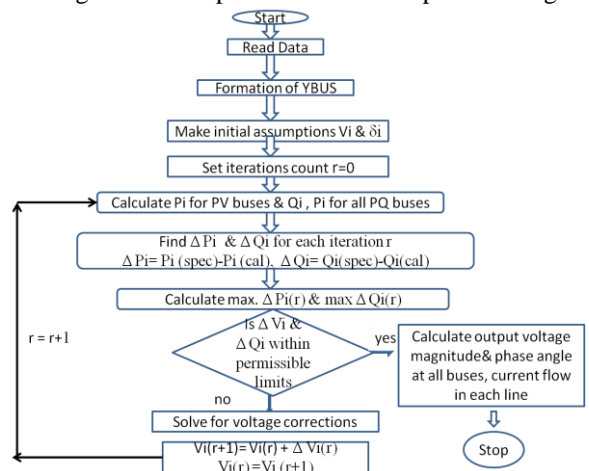 Start
Read Data
Formation of YBUS
Make initial assumptions Vi & δi
Set iterations count r=0
Calculate Pi for PV buses & Qi , Pi for all PQ buses
Find Δ Pi & Δ Qi for each iteration r
Δ Pi= Pi (spec)-Pi (cal), Δ Qi= Qi(spec)-Qi(cal)
Calculate max. Δ Pi(r) & max Δ Qi(r)
Is Δ Vi &
Δ Qi within
permissible
limits
yes
Calculate output voltage
magnitude& phase angle
at all buses, current flow
in each line
Stop
no
Solve for voltage corrections
Vi(r+1)= Vi(r) + Δ Vi(r)
Vi(r)=Vi (r+1)
r = r+1